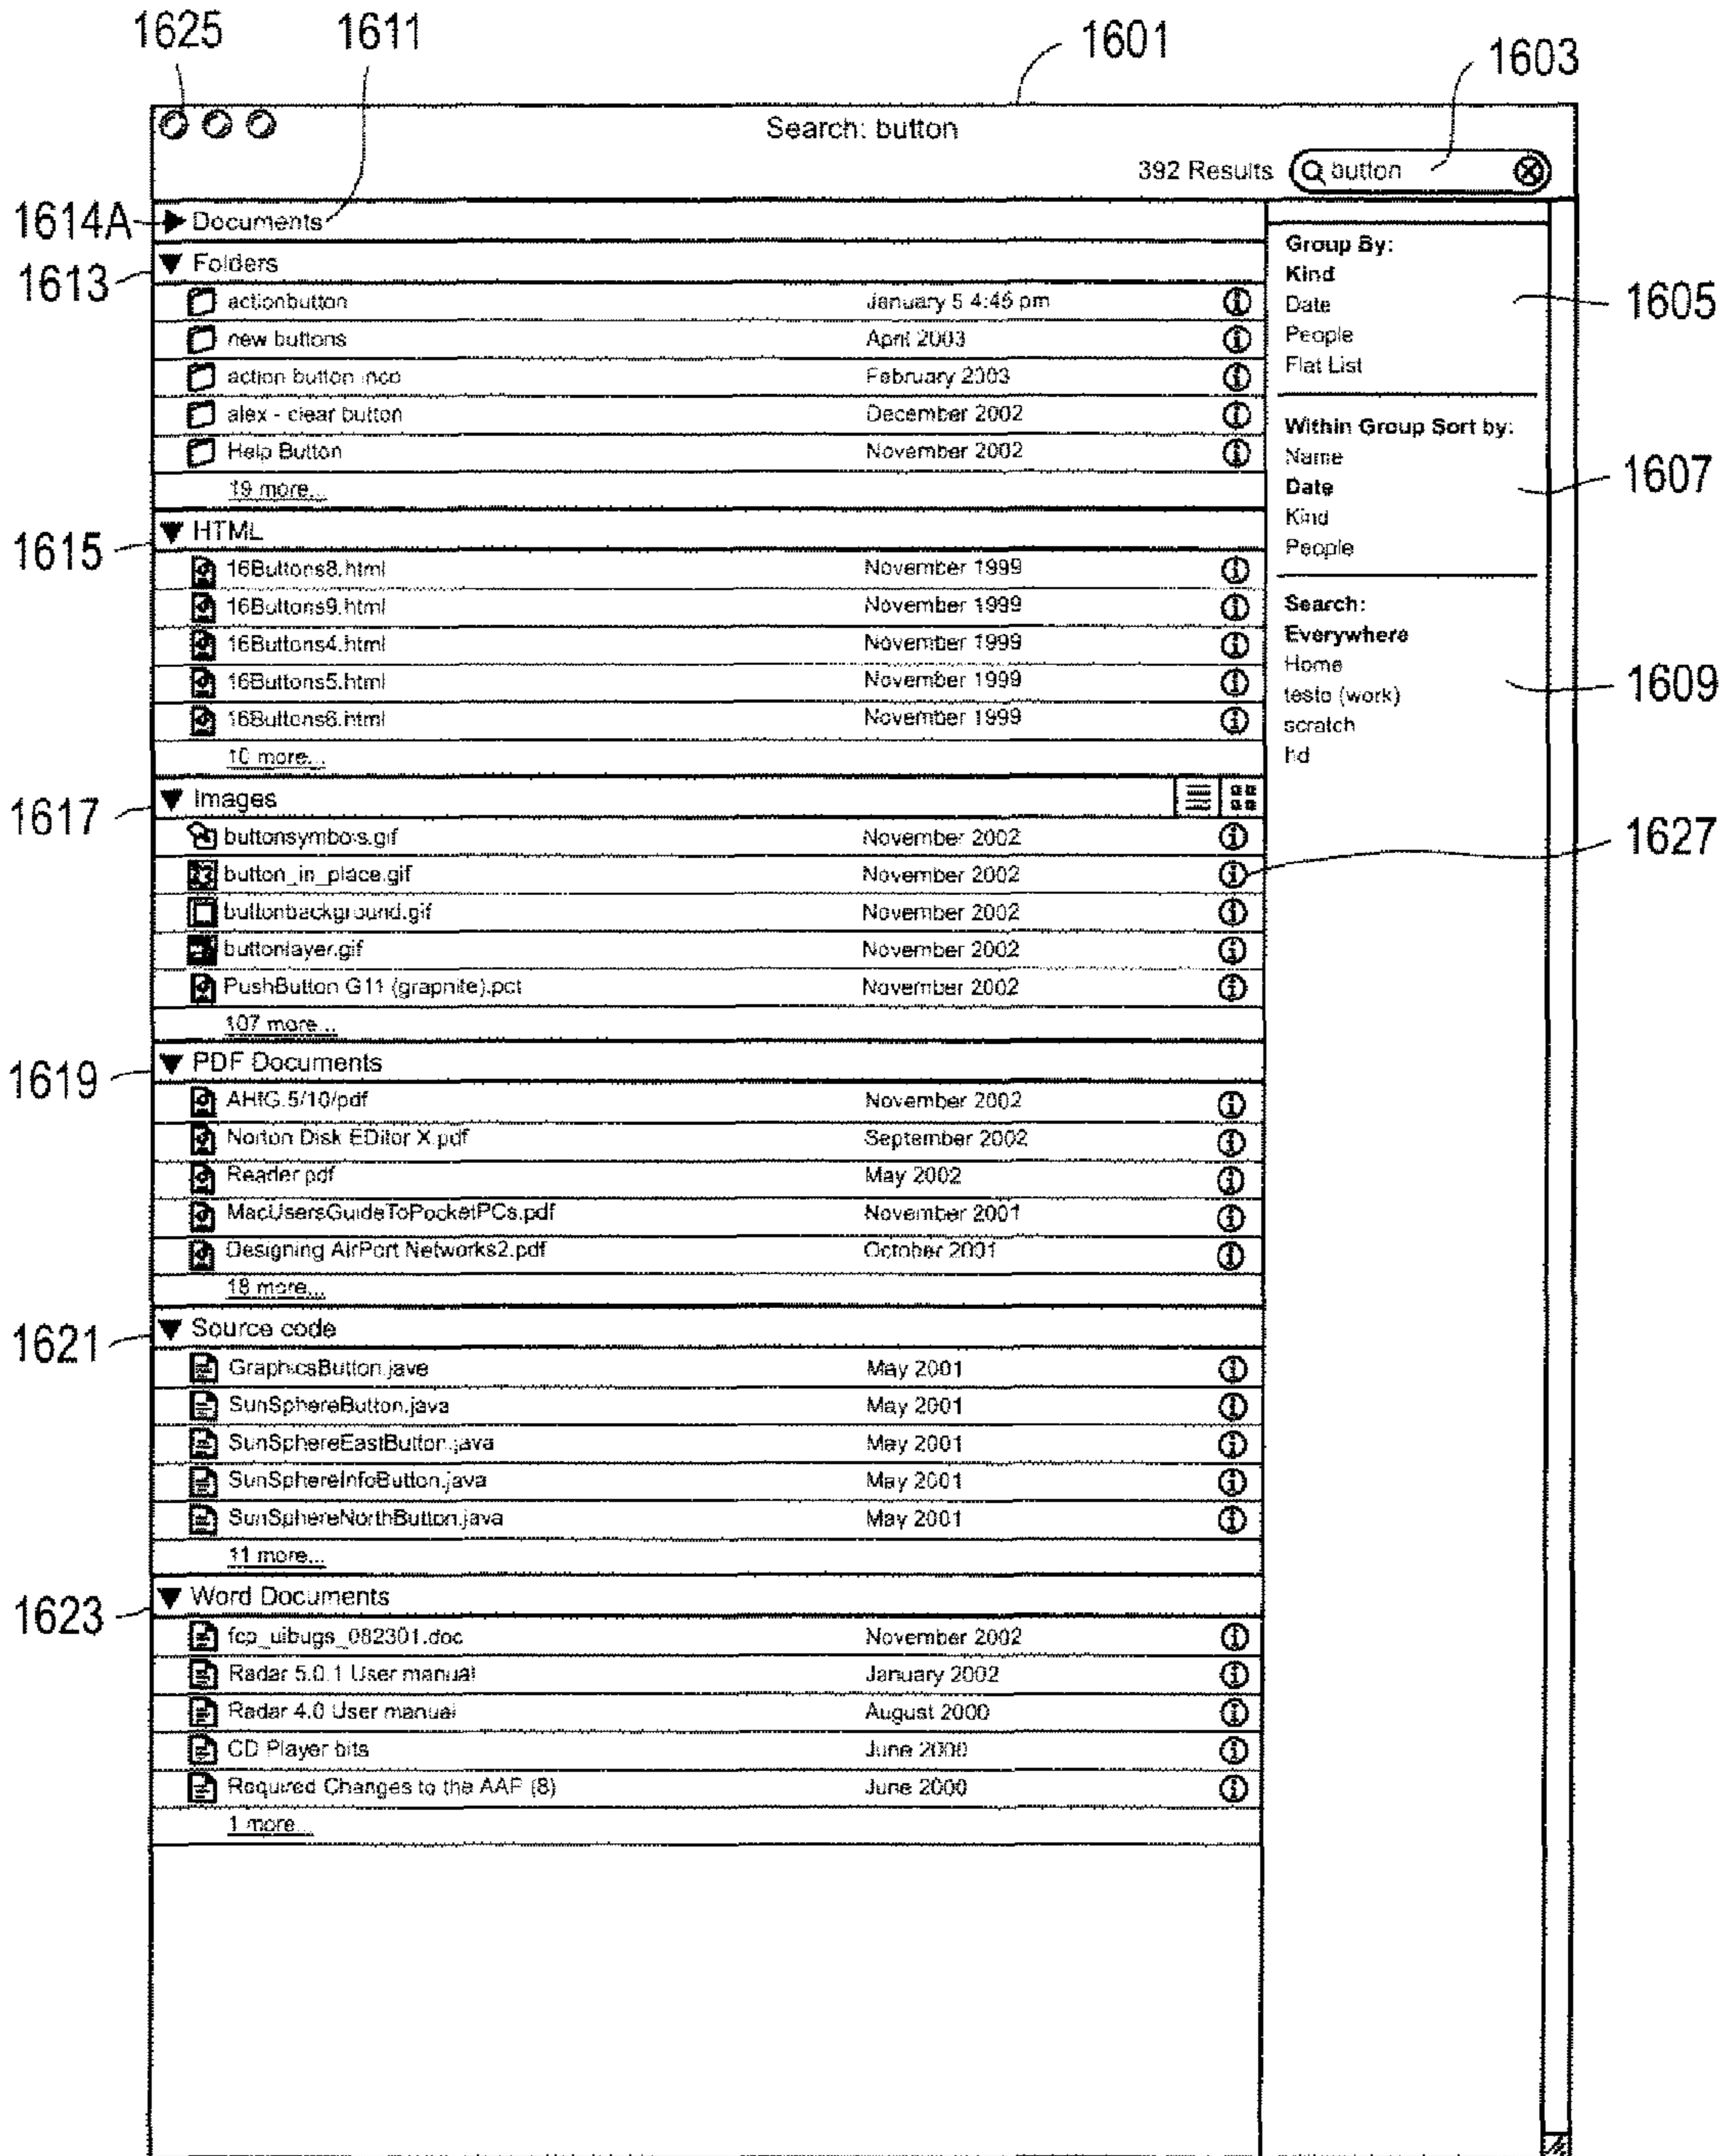 1625 1611 1601 1603
Search: button
392 Results button
1614A Documents
1613 Folders
actionbutton January 5 4:45 pm
new buttons April 2003
action button inco February 2003
alex - clear button December 2002
Help Button November 2002
19 more...
1615 HTML
16Buttons8.html November 1999
16Buttons9.html November 1999
16Buttons4.html November 1999
16Buttons5.html November 1999
16Buttons6.html November 1999
10 more...
1617 Images
buttonsymbols.gif November 2002
button_in_place.gif November 2002
buttonbackground.gif November 2002
buttonlayer.gif November 2002
PushButton G11 (graphite).pct November 2002
107 more...
1619 PDF Documents
November 2002
Norton Disk EDitor X.pdf September 2002
Reader.pdf May 2002
MacUsersGuideToPocketPCs.pdf November 2001
Designing AirPort Networks2.pdf October 2001
18 more...
1621 Source code
GraphicsButton.jave May 2001
SunSphereButton.java May 2001
SunSphereEastButton.java May 2001
SunSphereInfoButton.java May 2001
SunSphereNorthButton.java May 2001
11 more...
1623 Word Documents
fcp_uibugs_082301.doc November 2002
Radar 5.0.1 User manual January 2002
Radar 4.0 User manual August 2000
CD Player bits June 2000
Required Changes to the AAP (8) June 2000
1 more...
Group By:
Kind
Date 1605
People
Flat List
Within Group Sort by:
Name
Date 1607
Kind
People
Search:
Everywhere
Home
testo (work) 1609
scratch
hd
1627